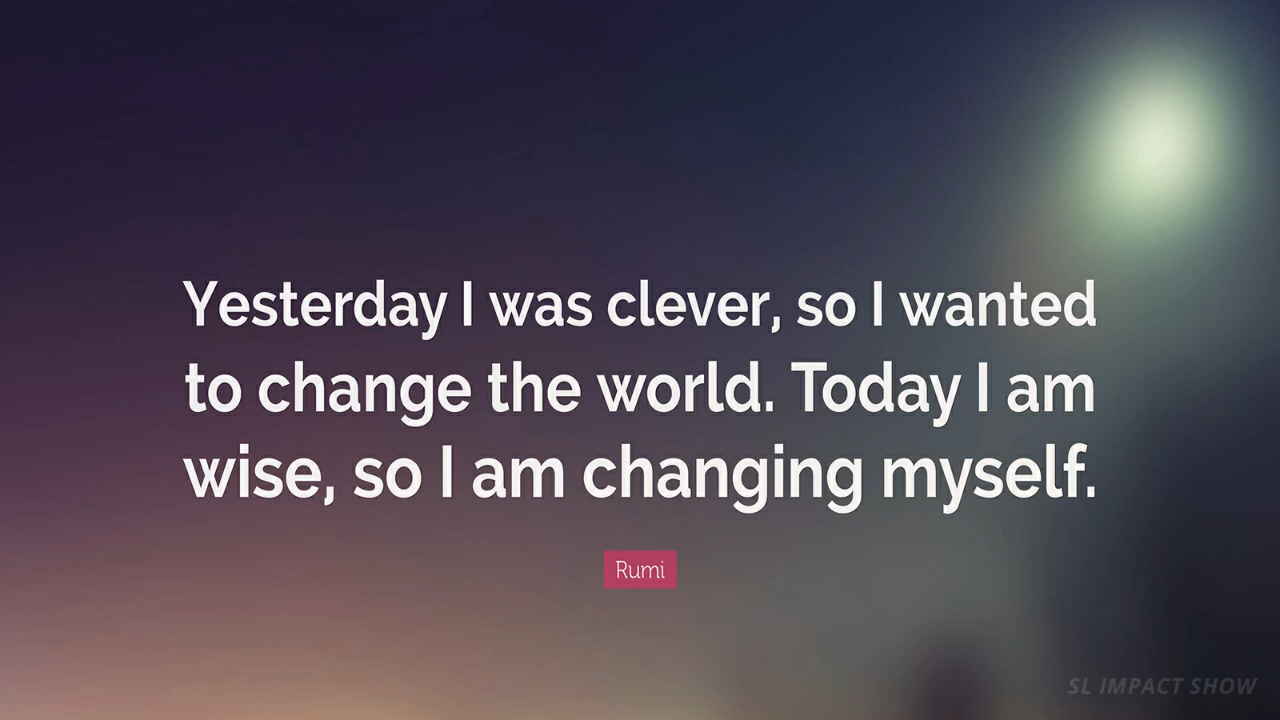 Yesterday I was clever, so I wanted
to change the world. Today I am
wise, so I am changing myself.
Rumi
SL IMPACT SHOW